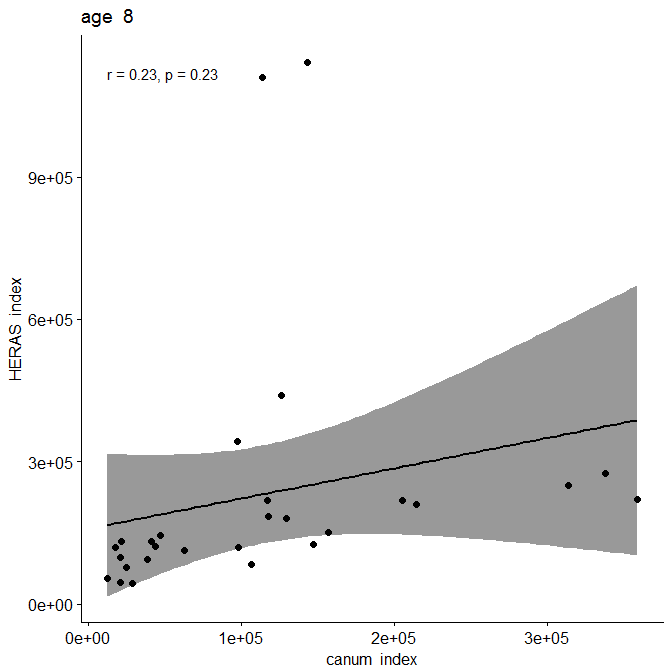 age 8
r = 0.23, p = 0.23
9e+05
6e+05
3e+05
0e+00
HERAS index
0e+00 1e+05 2e+05 3e+05
canum index